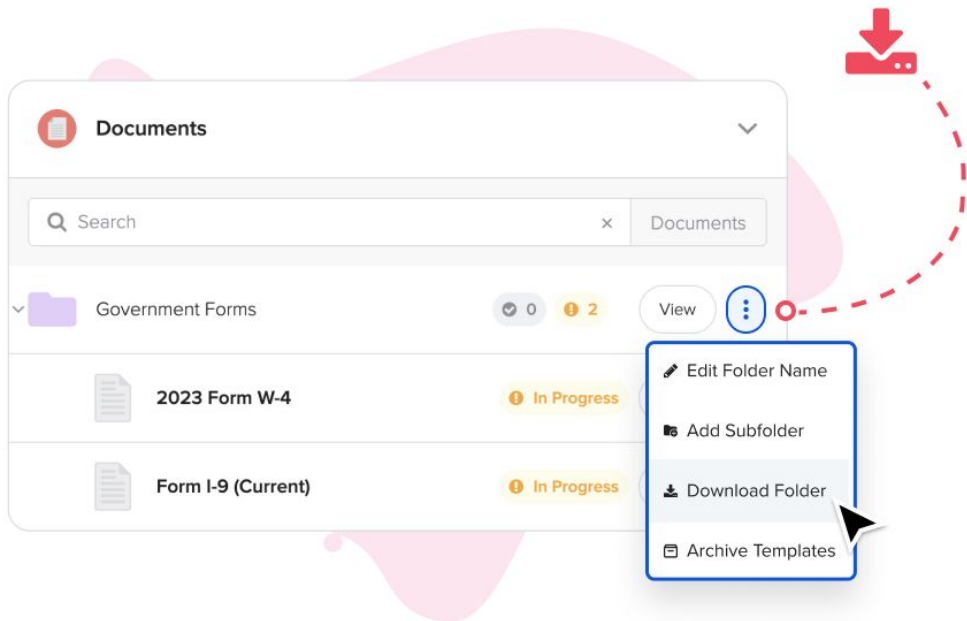 Documents
Search × Documents
Government Forms 0 2 View
Edit Folder Name
2023 Form W-4 In Progress
Add Subfolder
Form I-9 (Current) In Progress
Download Folder
Archive Templates